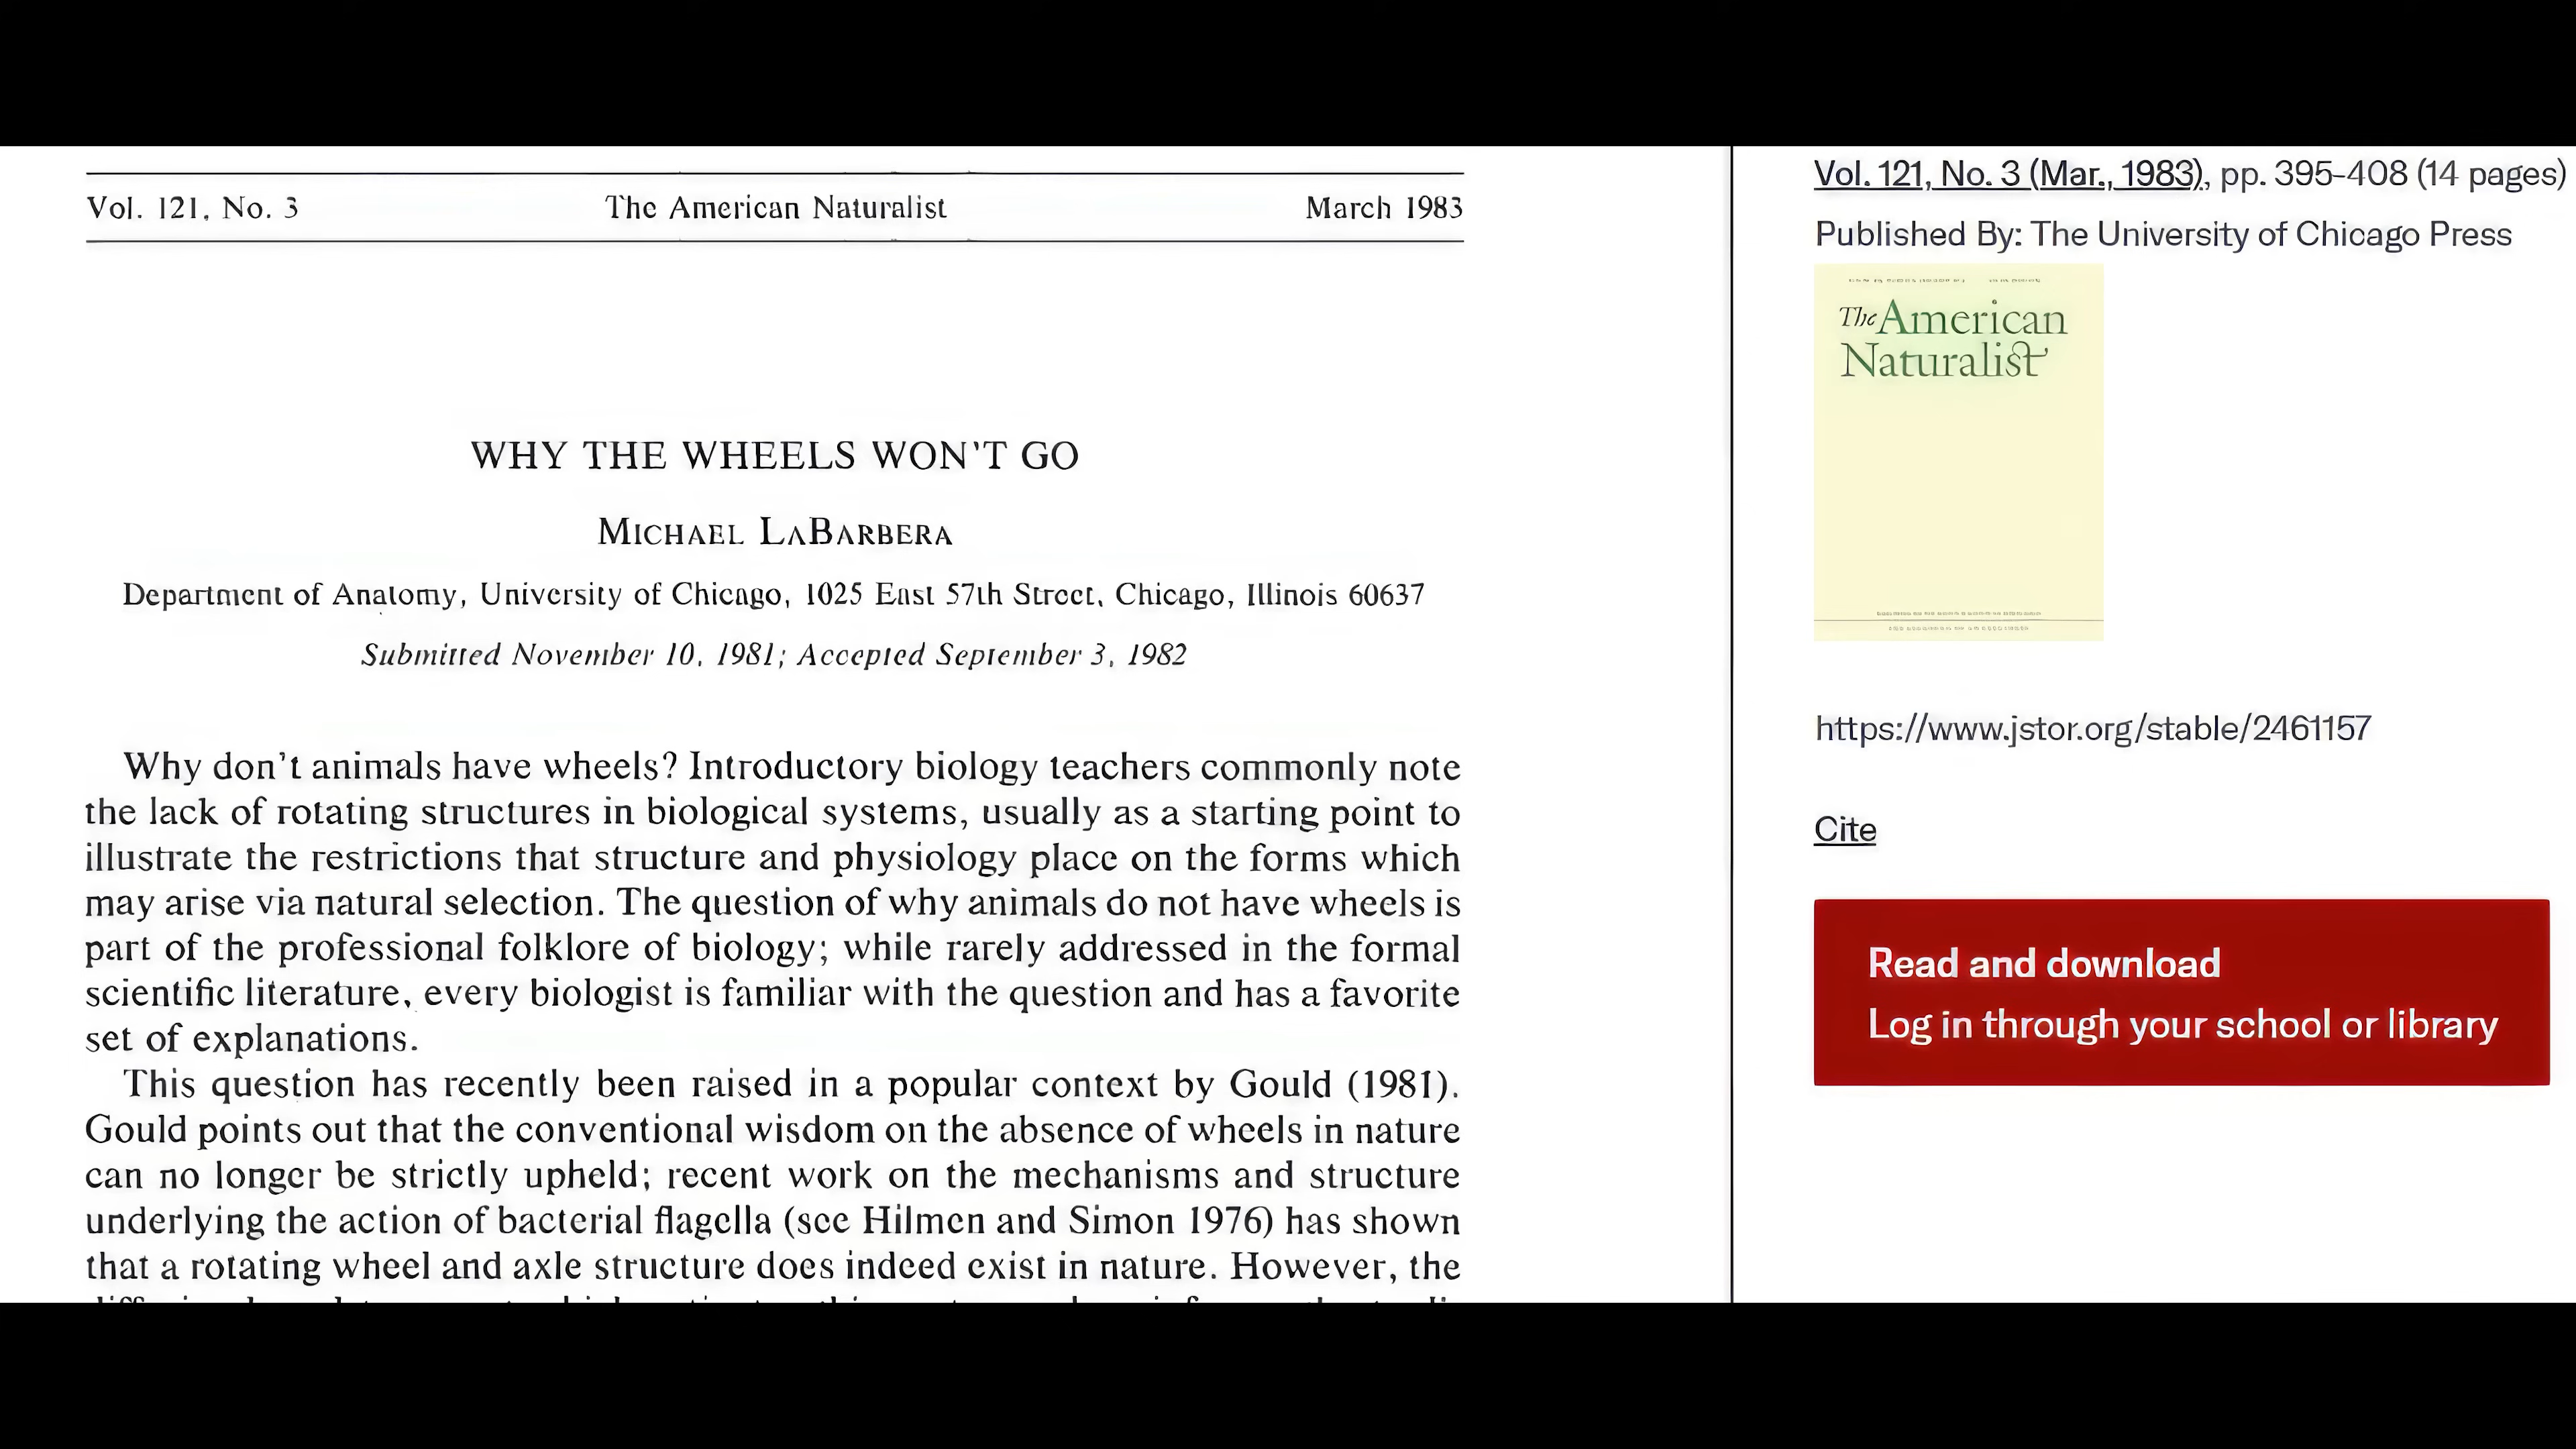 Vol. 121, No. 3 The American Naturalist March 1983
WHY THE WHEELS WON'T GO
MICHAEL LABARBERA
Department of Anatomy, University of Chicago, 1025 East 57th Street, Chicago, Illinois 60637
Submitted November 10, 1981; Accepted September 3, 1982
Why don't animals have wheels? Introductory biology teachers commonly note
the lack of rotating structures in biological systems, usually as a starting point to
illustrate the restrictions that structure and physiology place on the forms which
may arise via natural selection. The question of why animals do not have wheels is
part of the professional folklore of biology; while rarely addressed in the formal
scientific literature, every biologist is familiar with the question and has a favorite
set of explanations.
This question has recently been raised in a popular context by Gould (1981).
Gould points out that the conventional wisdom on the absence of wheels in nature
can no longer be strictly upheld; recent work on the mechanisms and structure
underlying the action of bacterial flagella (see Hilmen and Simon 1976) has shown
that a rotating wheel and axle structure does indeed exist in nature. However, the
Vol. 121, No. 3 (Mar., 1983), pp. 395-408 (14 pages)
Published By: The University of Chicago Press
The American
Naturalist
https://www.jstor.org/stable/2461157
Cite
Read and download
Log in through your school or library